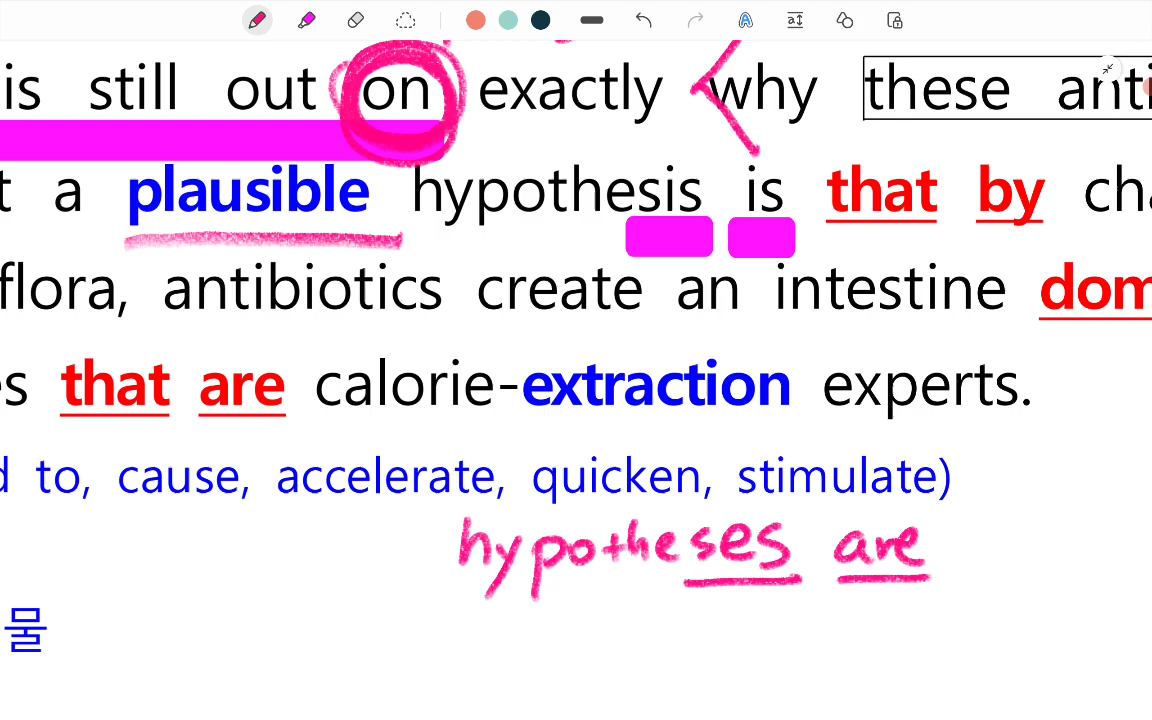 is still out on exactly why these anti
t a plausible hypothesis is that by cha
flora, antibiotics create an intestine dom
es that are calorie-extraction experts.
d to, cause, accelerate, quicken, stimulate)
hypotheses are
물